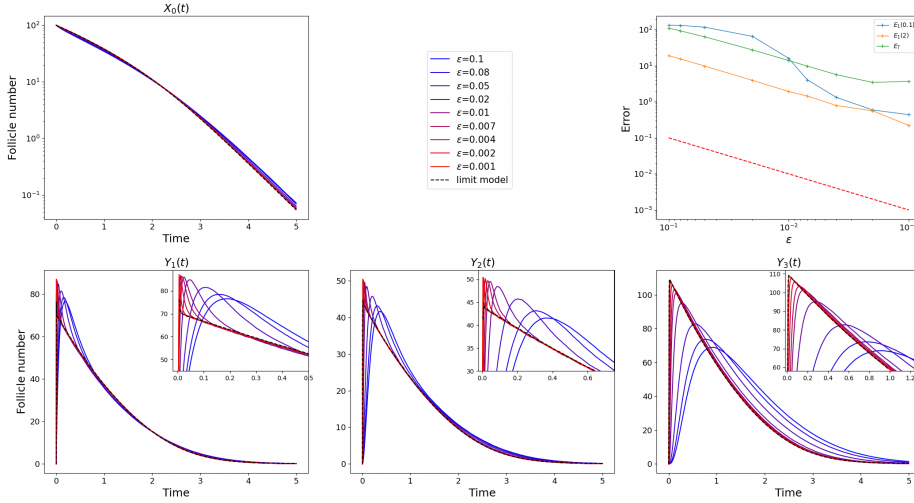 X₀(t)
10²
10¹
10⁰
10⁻¹
Follicle number
0 1 2 3 4 5
Time
ε=0.1
ε=0.08
ε=0.05
ε=0.02
ε=0.01
ε=0.007
ε=0.004
ε=0.002
ε=0.001
limit model
E₁(0.1)
E₁(2)
E_T
10³
10²
10¹
10⁰
10⁻¹
10⁻²
10⁻³
Error
10⁻¹ 10⁻²
ε
Y₁(t)
80
60
40
20
0
Follicle number
90
80
70
60
50
0.0 0.1 0.2 0.3 0.4 0.5
0 1 2 3 4 5
Time
Y₂(t)
50
40
30
20
10
0
50
45
40
35
30
0.0 0.2 0.4 0.6
0 1 2 3 4 5
Time
Y₃(t)
100
80
60
40
20
0
110
100
90
80
70
60
0.0 0.2 0.4 0.6 0.8 1.0 1.2
0 1 2 3 4 5
Time